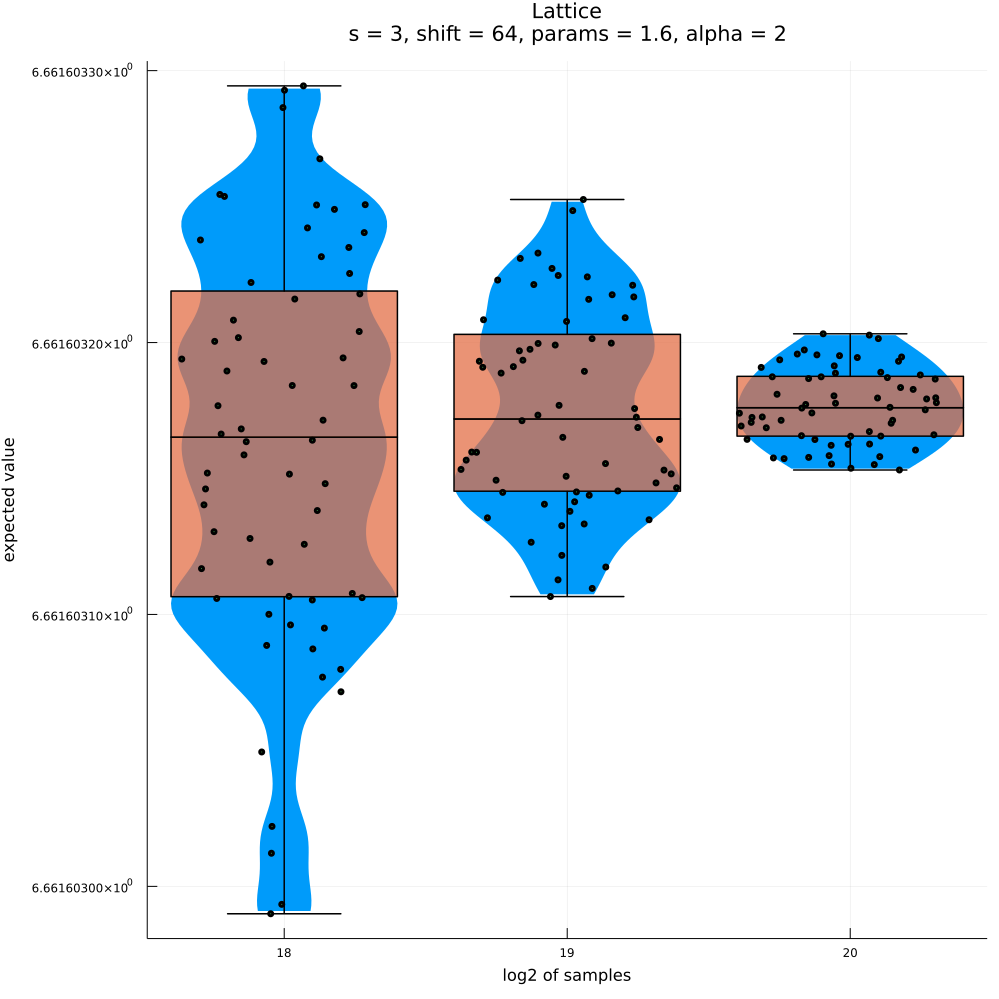 Lattice
s = 3, shift = 64, params = 1.6, alpha = 2
6.66160330×10⁰
6.66160320×10⁰
6.66160310×10⁰
6.66160300×10⁰
expected value
18 19 20
log2 of samples